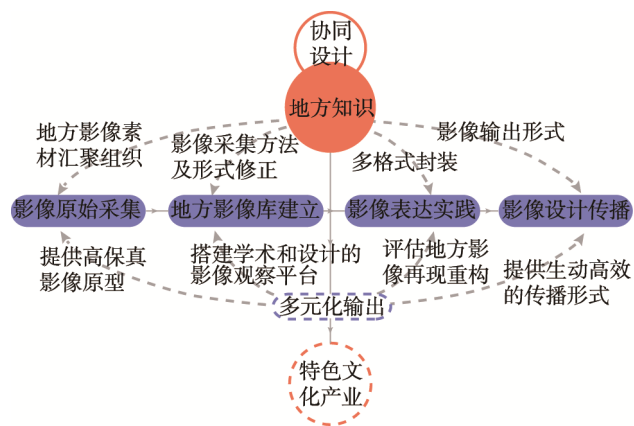 协同
设计
地方知识
地方影像素
材汇聚组织
影像采集方法
及形式修正
多格式封装
影像输出形式
影像原始采集
地方影像库建立
影像表达实践
影像设计传播
提供高保真
影像原型
搭建学术和设计的
影像观察平台
评估地方影
像再现重构
提供生动高效
的传播形式
多元化输出
特色文
化产业